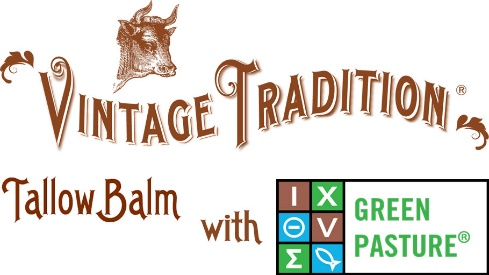 VINTAGE TRADITION®
Tallow Balm
with
Ι Χ
Θ Υ
Σ
GREEN
PASTURE®